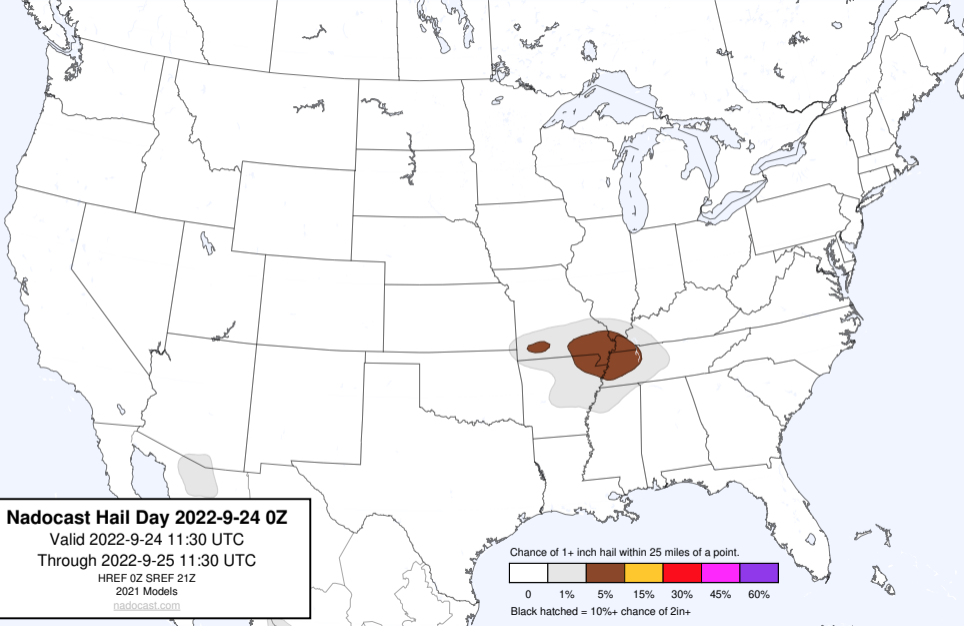 Nadocast Hail Day 2022-9-24 0Z
Valid 2022-9-24 11:30 UTC
Through 2022-9-25 11:30 UTC
HREF 0Z SREF 21Z
2021 Models
nadocast.com
Chance of 1+ inch hail within 25 miles of a point.
0 1% 5% 15% 30% 45% 60%
Black hatched = 10%+ chance of 2in+